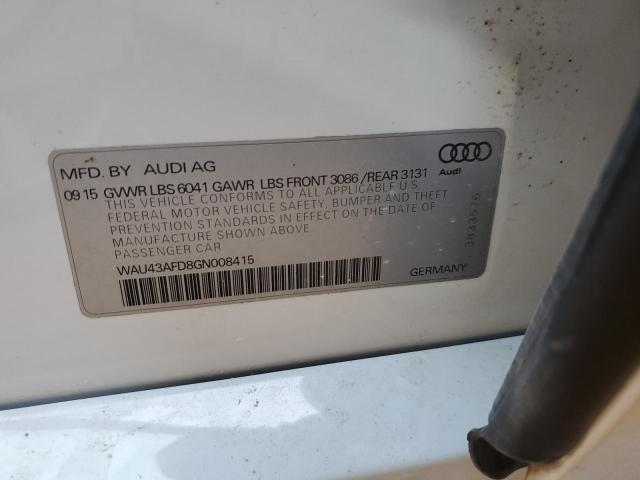 MFD. BY AUDI AG
09 15 GVWR LBS 6041 GAWR LBS FRONT 3086 / REAR 3131
THIS VEHICLE CONFORMS TO ALL APPLICABLE U.S
FEDERAL MOTOR VEHICLE SAFETY, BUMPER AND THEFT
PREVENTION STANDARDS IN EFFECT ON THE DATE OF
MANUFACTURE SHOWN ABOVE
PASSENGER CAR
WAU43AFD8GN008415
Audi
3833576
GERMANY